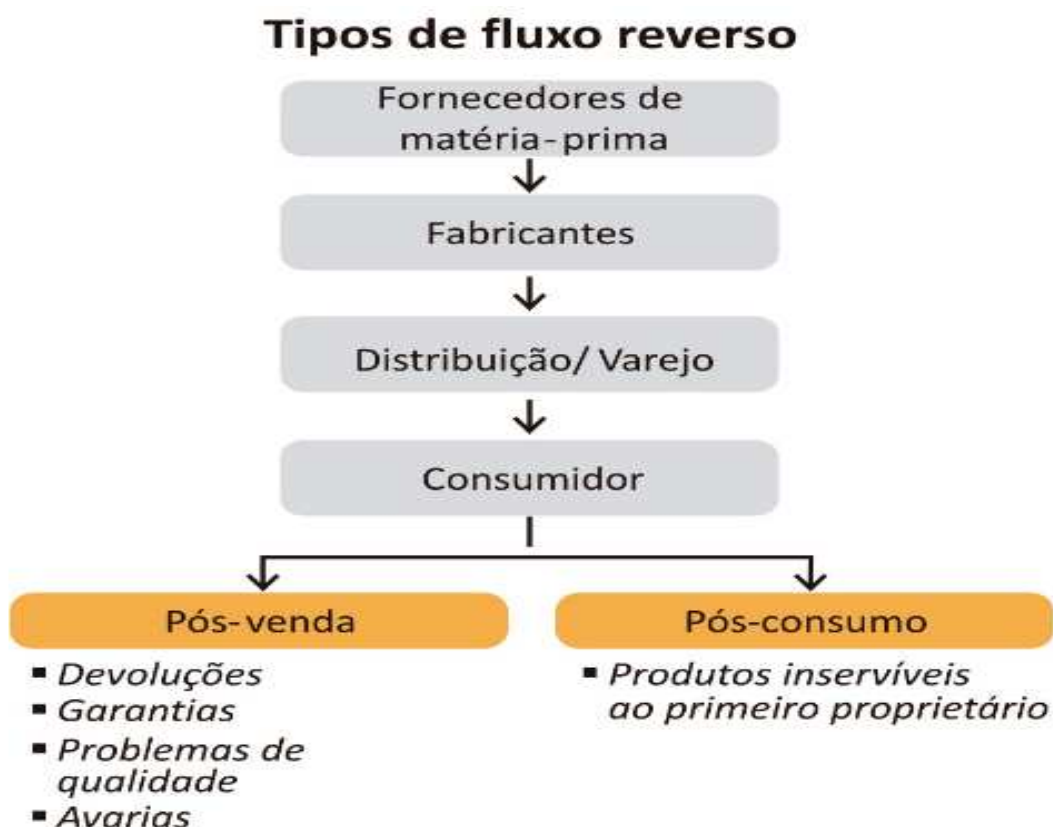 Tipos de fluxo reverso
Fornecedores de
matéria-prima
Fabricantes
Distribuição/ Varejo
Consumidor
Pós-venda
▪ Devoluções
▪ Garantias
▪ Problemas de
qualidade
▪ Avarias
Pós-consumo
▪ Produtos inservíveis
ao primeiro proprietário